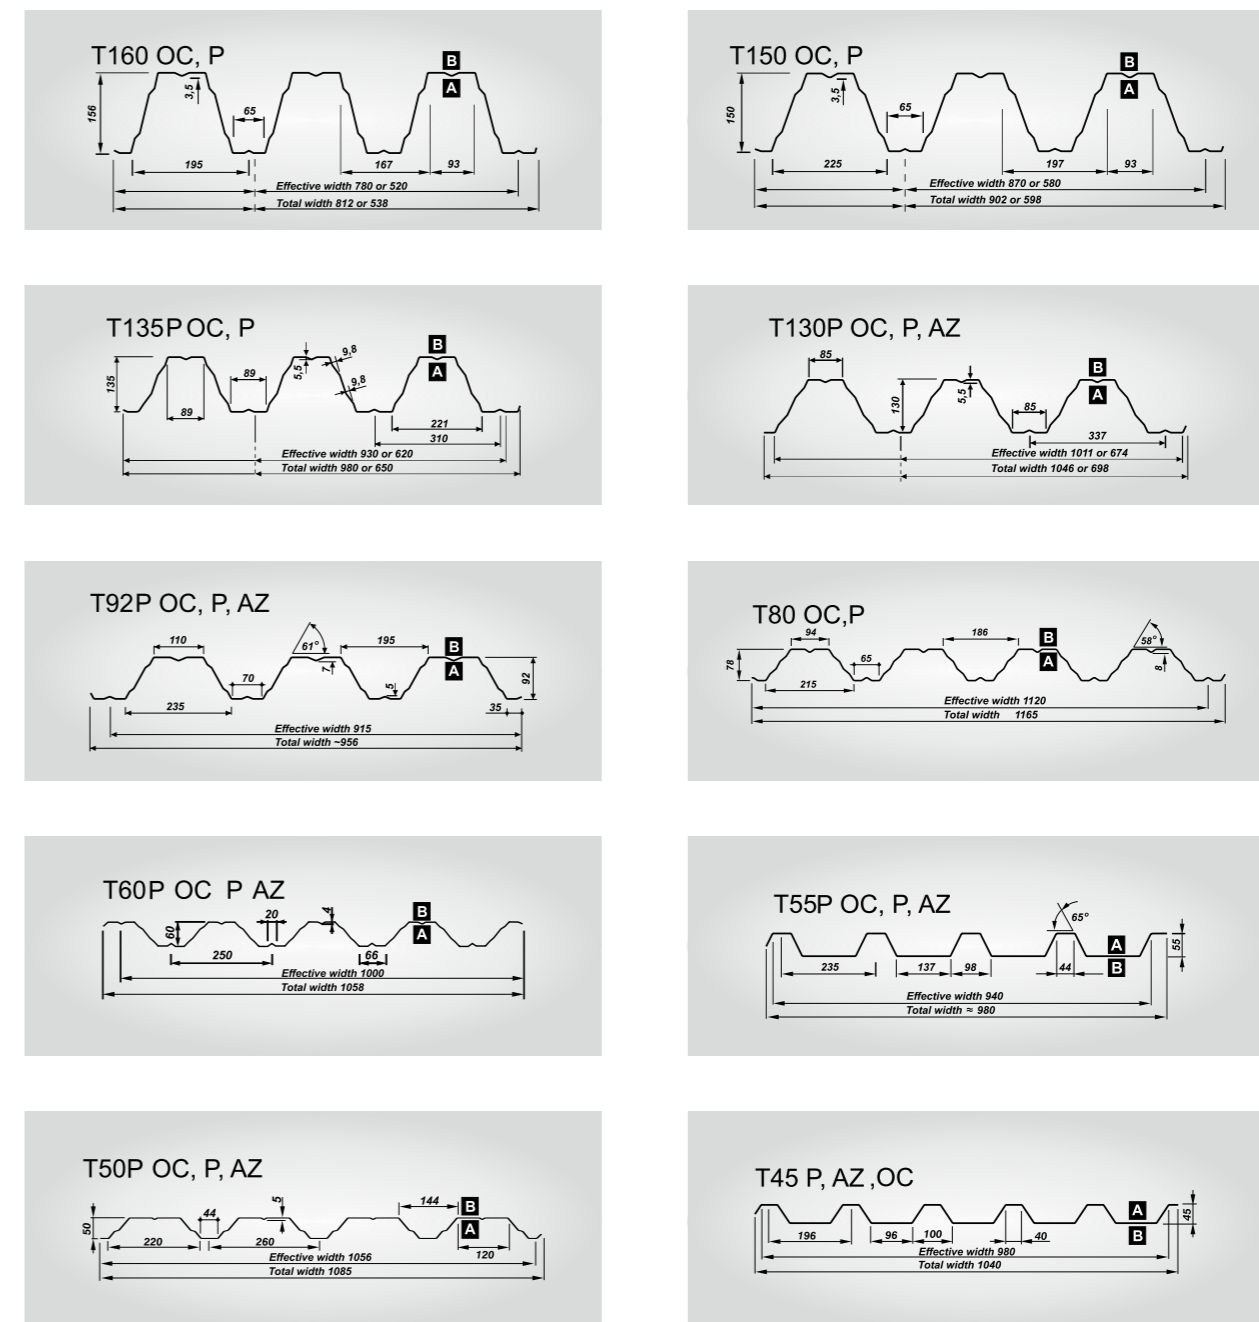 T160 OC, P
B
A
3,5
156
65
195
167
93
Effective width 780 or 520
Total width 812 or 538
T150 OC, P
B
A
3,5
150
65
225
197
93
Effective width 870 or 580
Total width 902 or 598
T135P OC, P
B
A
135
89
89
5,5
9,8
9,8
221
310
Effective width 930 or 620
Total width 980 or 650
T130P OC, P, AZ
85
B
A
130
5,5
85
337
Effective width 1011 or 674
Total width 1046 or 698
T92P OC, P, AZ
110
61°
195
B
A
7
70
5
92
235
35
Effective width 915
Total width ~956
T80 OC,P
94
186
B
A
58°
78
65
8
215
Effective width 1120
Total width 1165
T60P OC P AZ
20
4
B
A
60
250
66
Effective width 1000
Total width 1058
T55P OC, P, AZ
65°
A
B
55
235
137
98
44
Effective width 940
Total width ≈ 980
T50P OC, P, AZ
44
5
144
B
A
50
220
260
120
Effective width 1056
Total width 1085
T45 P, AZ ,OC
A
B
45
196
96
100
40
Effective width 980
Total width 1040